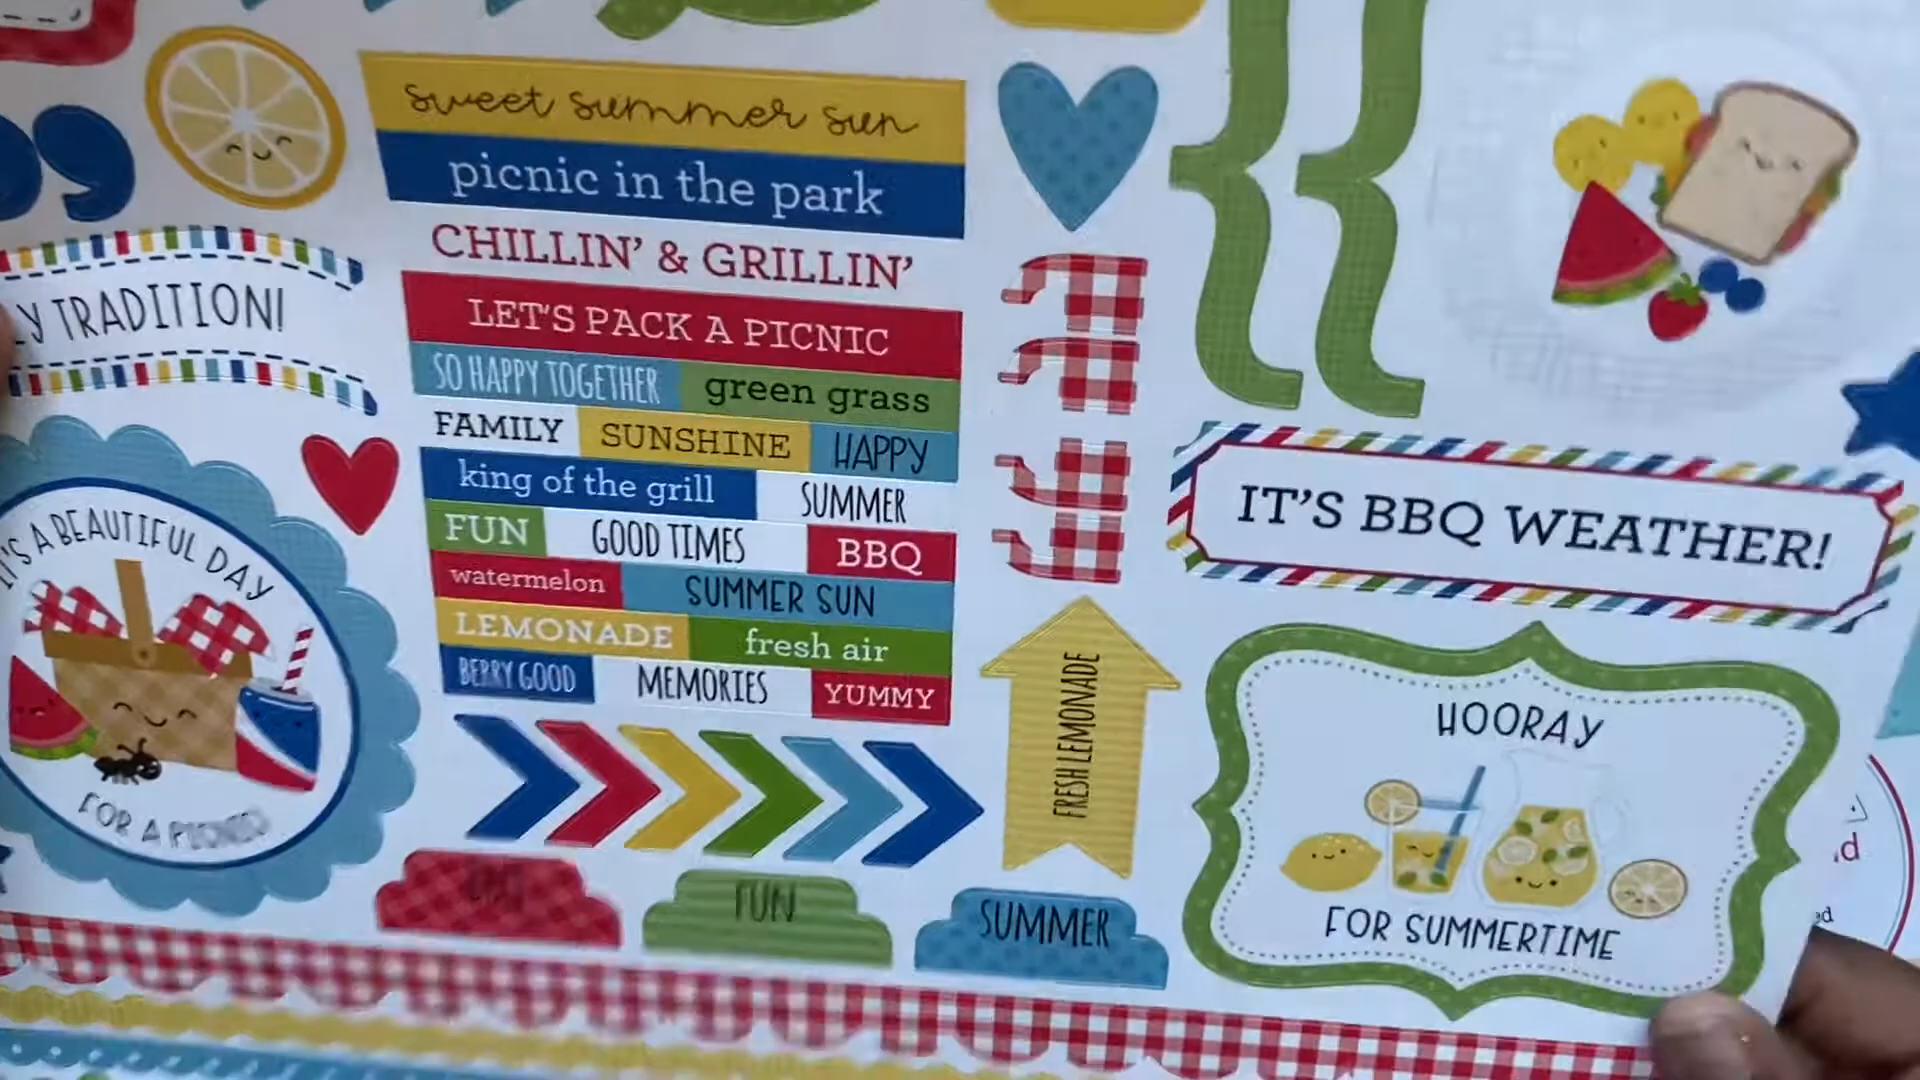 sweet summer sun
picnic in the park
CHILLIN' & GRILLIN'
LET'S PACK A PICNIC
SO HAPPY TOGETHER green grass
FAMILY SUNSHINE HAPPY
king of the grill SUMMER
FUN GOOD TIMES BBQ
watermelon SUMMER SUN
LEMONADE fresh air
BERRY GOOD MEMORIES YUMMY
TRADITION!
IT'S A BEAUTIFUL DAY
FOR A PICNIC!
FUN
SUMMER
FRESH LEMONADE
IT'S BBQ WEATHER!
HOORAY
FOR SUMMERTIME